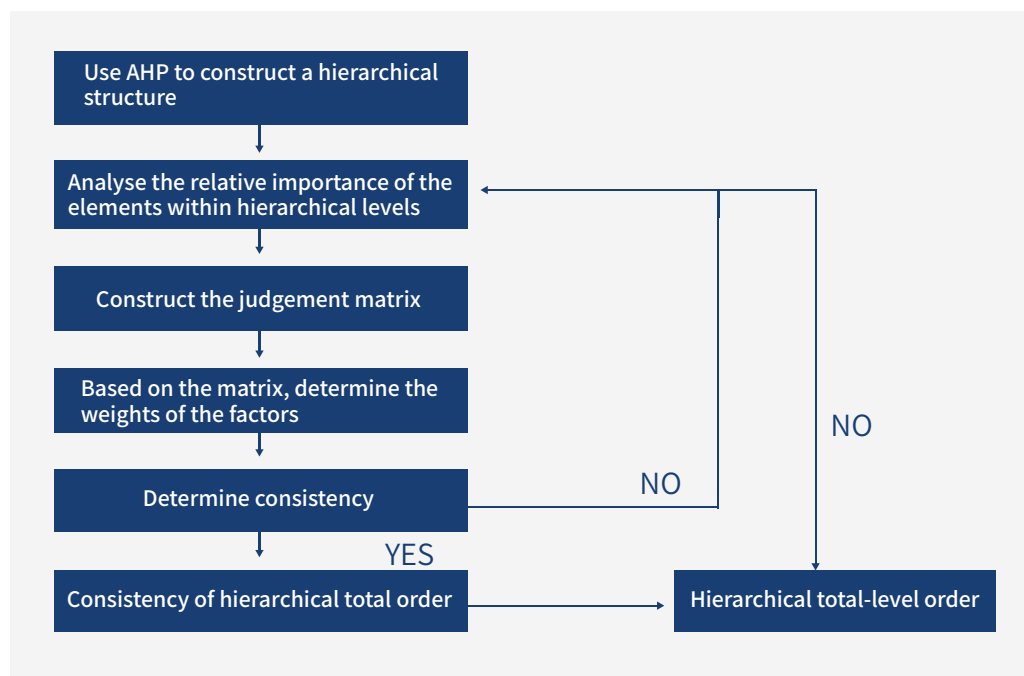 Use AHP to construct a hierarchical
structure
Analyse the relative importance of the
elements within hierarchical levels
Construct the judgement matrix
Based on the matrix, determine the
weights of the factors
NO
NO
Determine consistency
YES
Consistency of hierarchical total order
Hierarchical total-level order